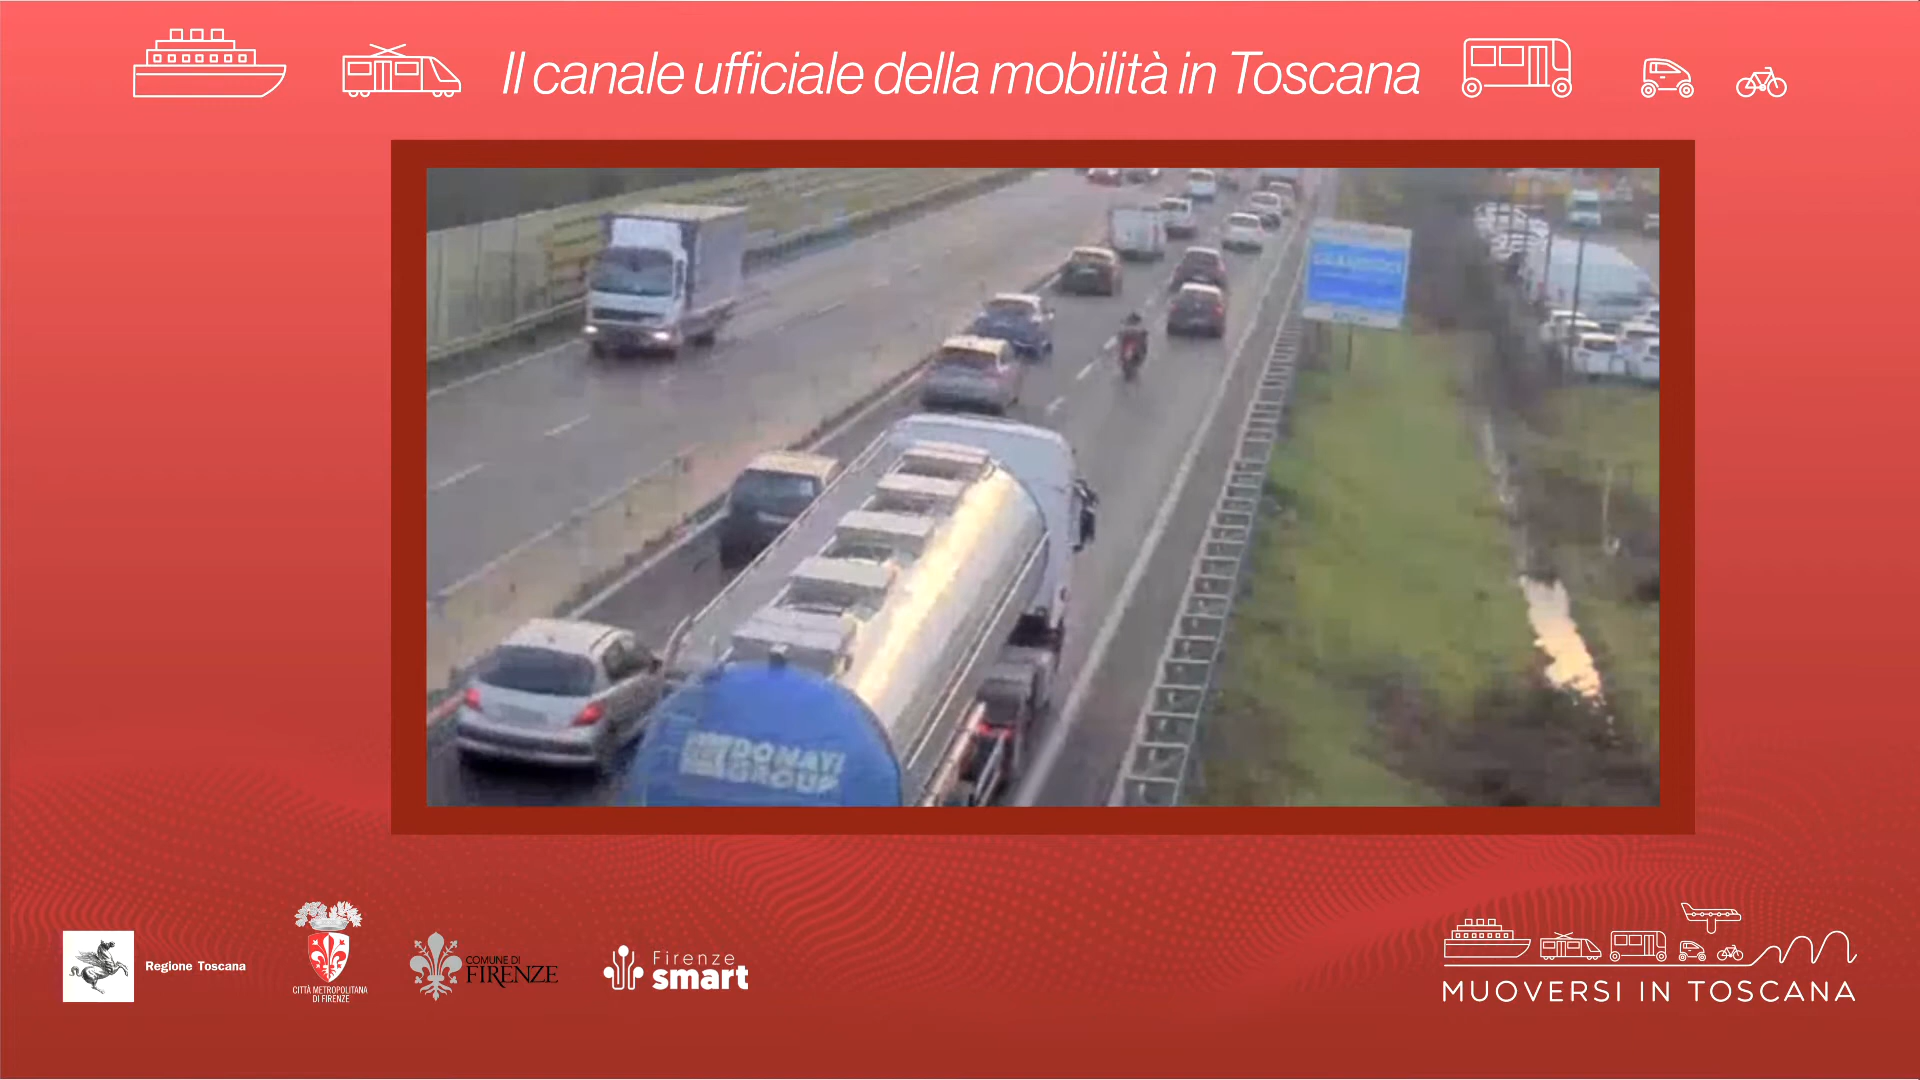 Il canale ufficiale della mobilità in Toscana
DONAVI
GROUP
Regione Toscana
CITTÀ METROPOLITANA
DI FIRENZE
COMUNE DI
FIRENZE
Firenze
smart
MUOVERSI IN TOSCANA